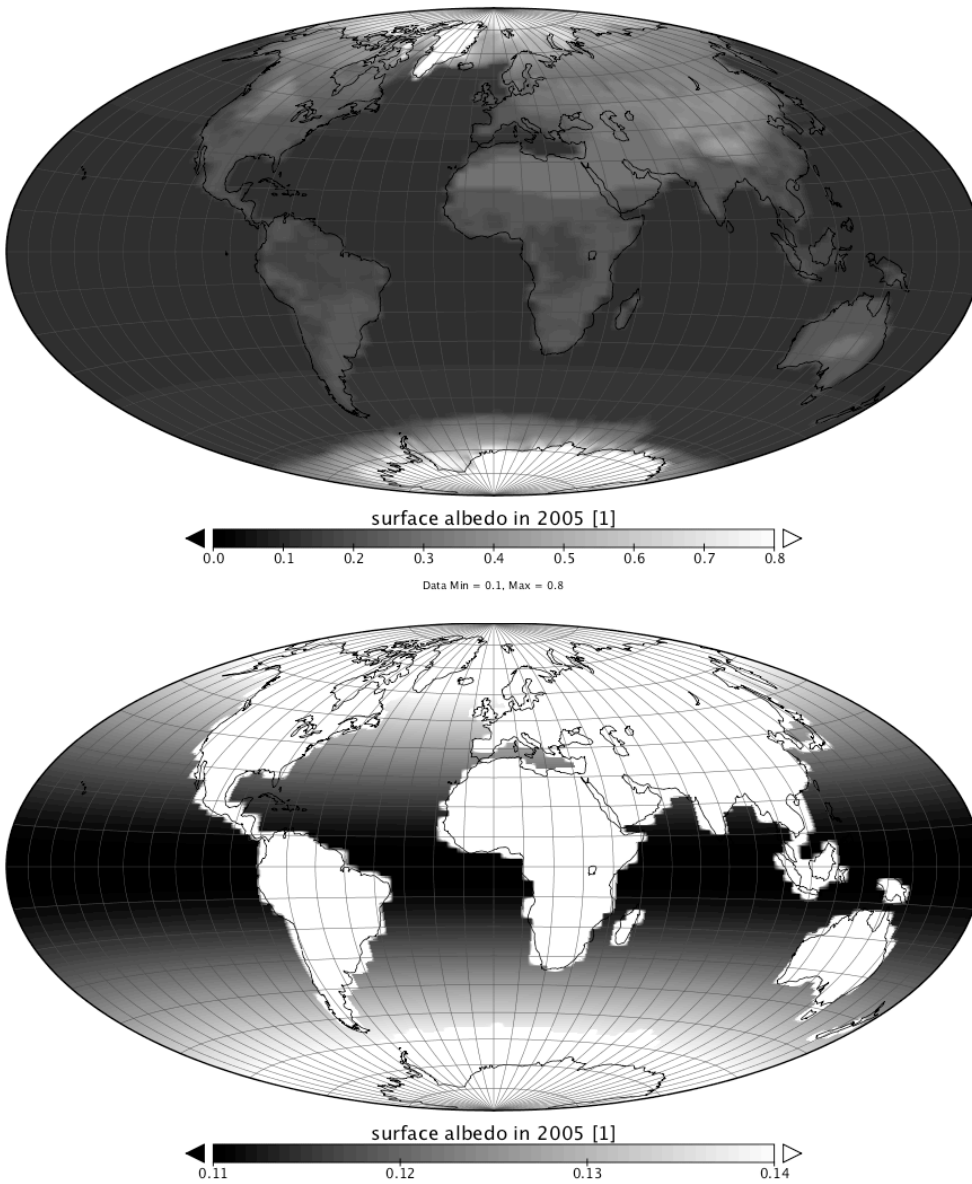 surface albedo in 2005 [1]
0.0 0.1 0.2 0.3 0.4 0.5 0.6 0.7 0.8
Data Min = 0.1, Max = 0.8
surface albedo in 2005 [1]
0.11 0.12 0.13 0.14